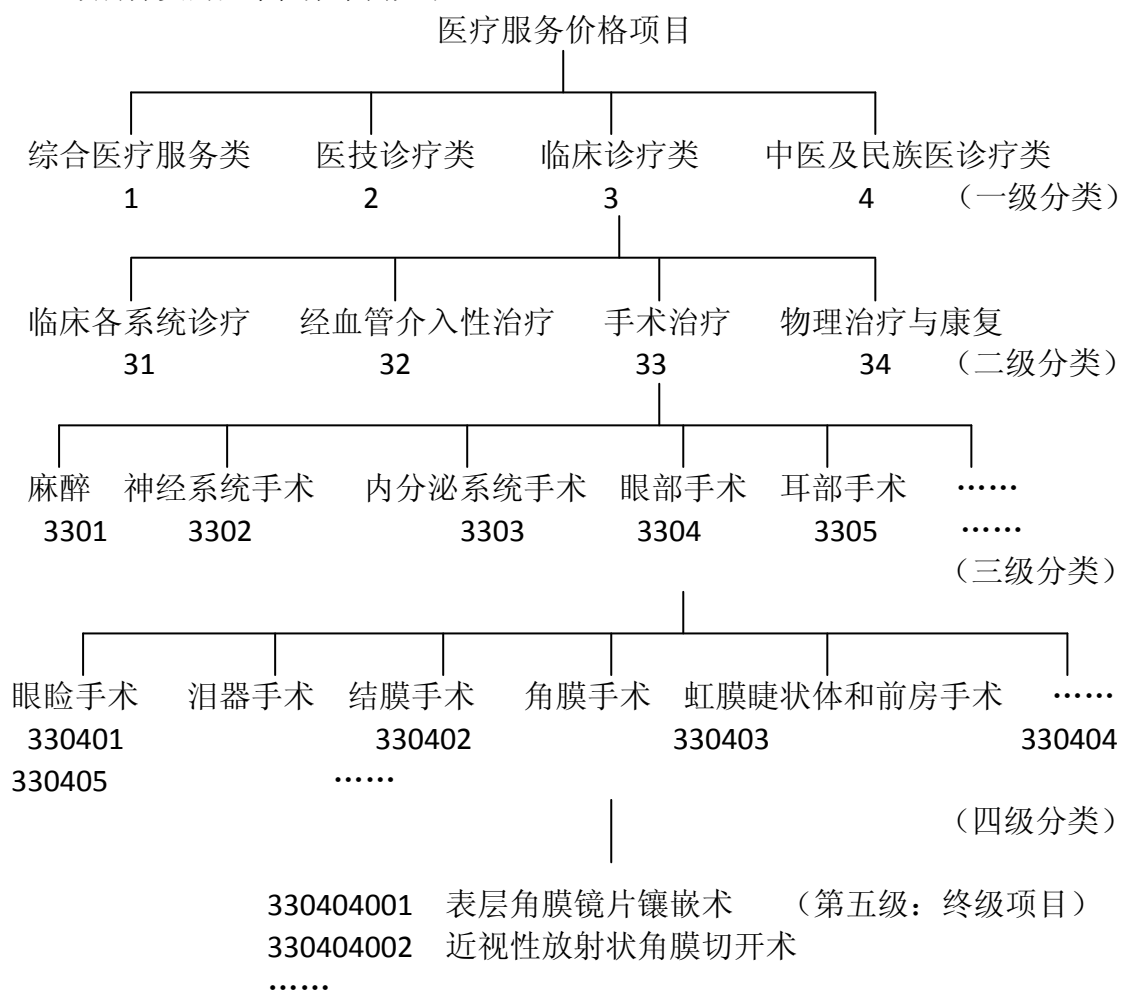 医疗服务价格项目
综合医疗服务类 医技诊疗类 临床诊疗类 中医及民族医诊疗类
1 2 3 4 （一级分类）
临床各系统诊疗 经血管介入性治疗 手术治疗 物理治疗与康复
31 32 33 34 （二级分类）
麻醉 神经系统手术 内分泌系统手术 眼部手术 耳部手术 ……
3301 3302 3303 3304 3305 ……
（三级分类）
眼睑手术 泪器手术 结膜手术 角膜手术 虹膜睫状体和前房手术 ……
330401 330402 330403 330404
330405 ……
（四级分类）
330404001 表层角膜镜片镶嵌术 （第五级：终级项目）
330404002 近视性放射状角膜切开术
……